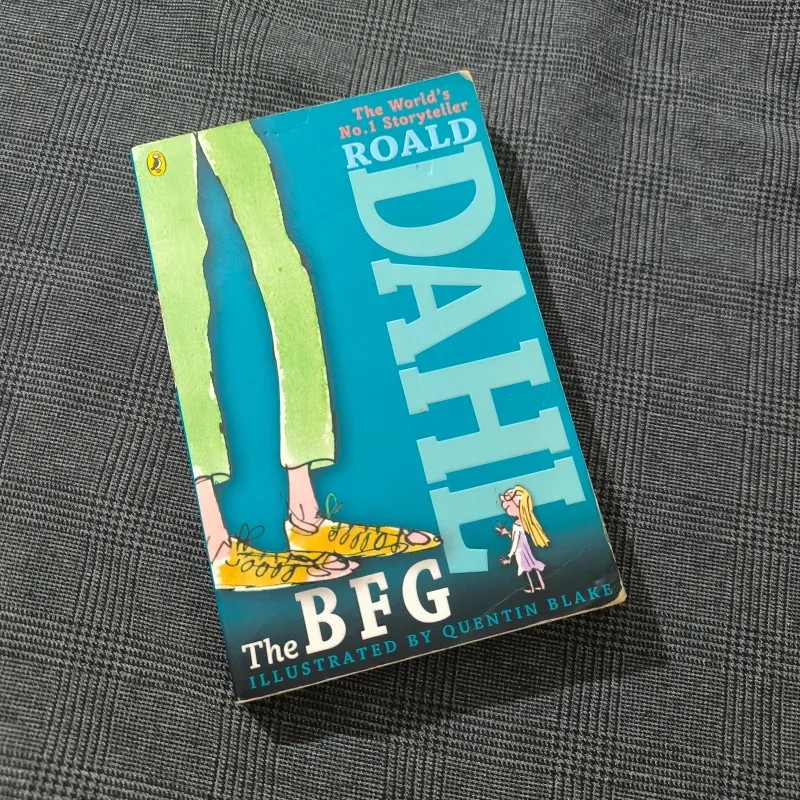 The World's
No.1 Storyteller
ROALD
DAHL
The BFG
ILLUSTRATED BY QUENTIN BLAKE